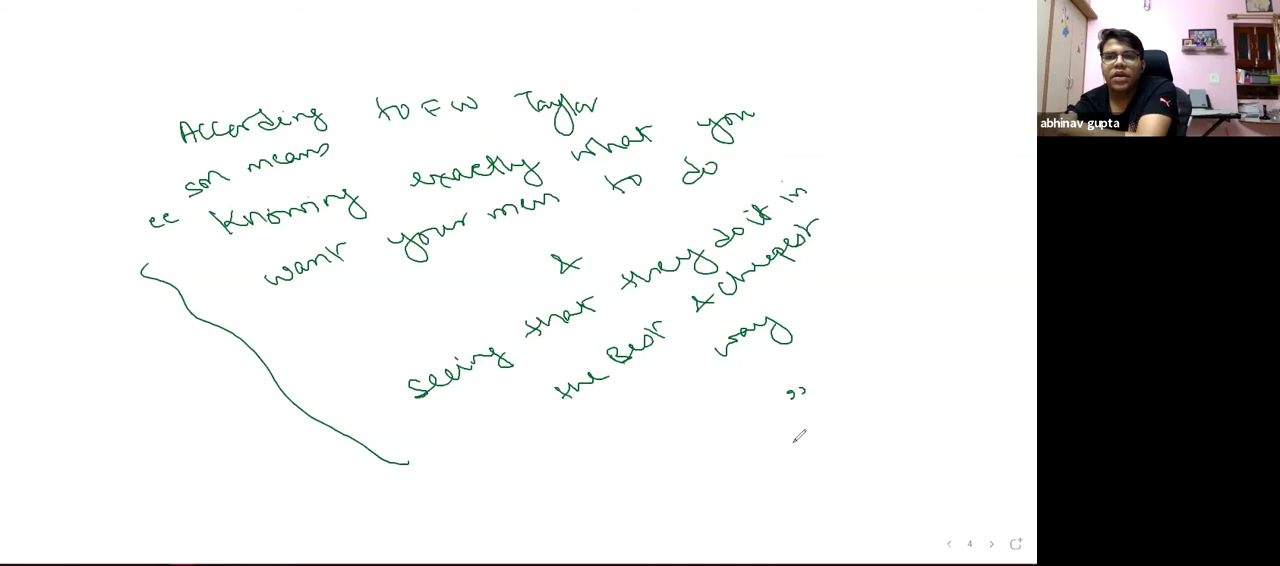 According to F W Taylor
som means
“ Knowing exactly what you
want your men to do
&
seeing that they do it in
the Best & cheapest
way
”
abhinav gupta
4